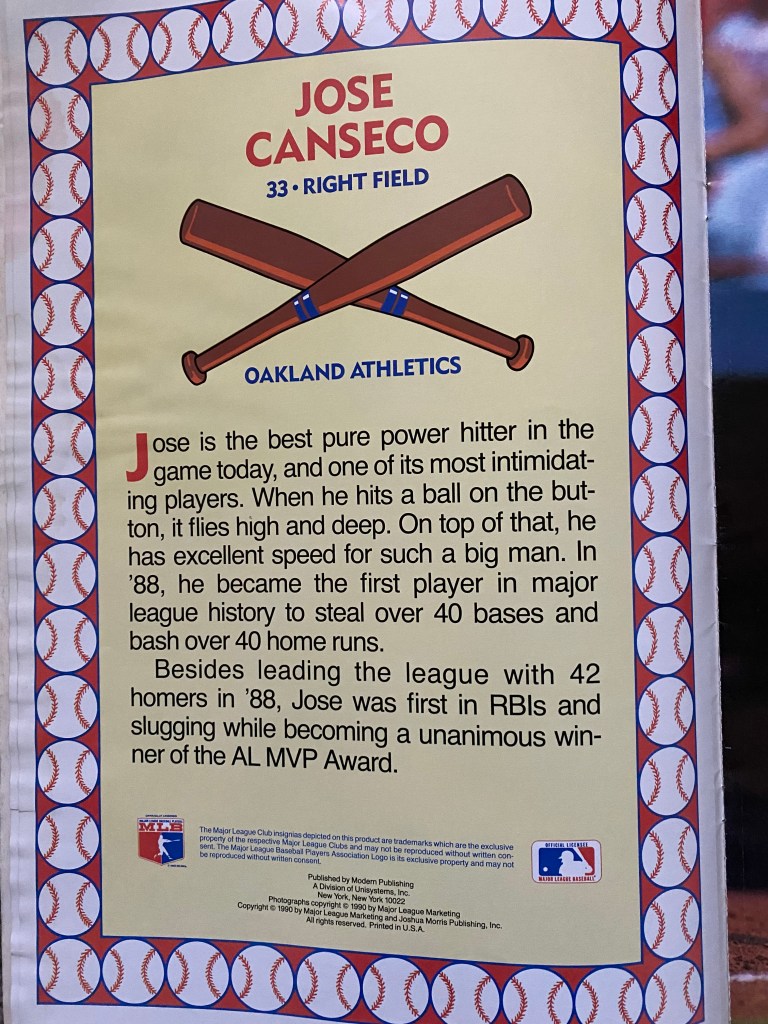 JOSE
CANSECO
33 • RIGHT FIELD
OAKLAND ATHLETICS
Jose is the best pure power hitter in the
game today, and one of its most intimidat-
ing players. When he hits a ball on the but-
ton, it flies high and deep. On top of that, he
has excellent speed for such a big man. In
'88, he became the first player in major
league history to steal over 40 bases and
bash over 40 home runs.
Besides leading the league with 42
homers in '88, Jose was first in RBIs and
slugging while becoming a unanimous win-
ner of the AL MVP Award.
MLB
The Major League Club insignias depicted on this product are trademarks which are the exclusive
property of the respective Major League Clubs and may not be reproduced without written con-
sent. The Major League Baseball Players Association Logo is its exclusive property and may not
be reproduced without written consent.
OFFICIAL LICENSEE
MAJOR LEAGUE BASEBALL
Published by Modern Publishing
A Division of Unisystems, Inc.
New York, New York 10022
Photographs copyright © 1990 by Major League Marketing
Copyright © 1990 by Major League Marketing and Joshua Morris Publishing, Inc.
All rights reserved. Printed in U.S.A.